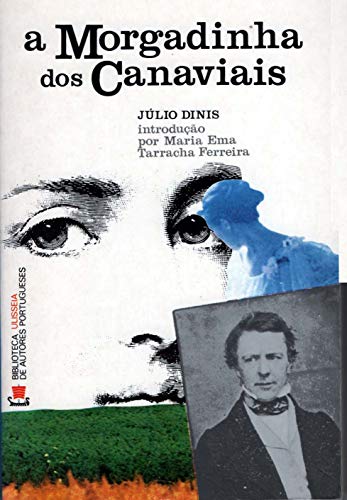 a Morgadinha
dos Canaviais
JÚLIO DINIS
introdução
por Maria Ema
Tarracha Ferreira
BIBLIOTECA ULISSEIA
DE AUTORES PORTUGUESES